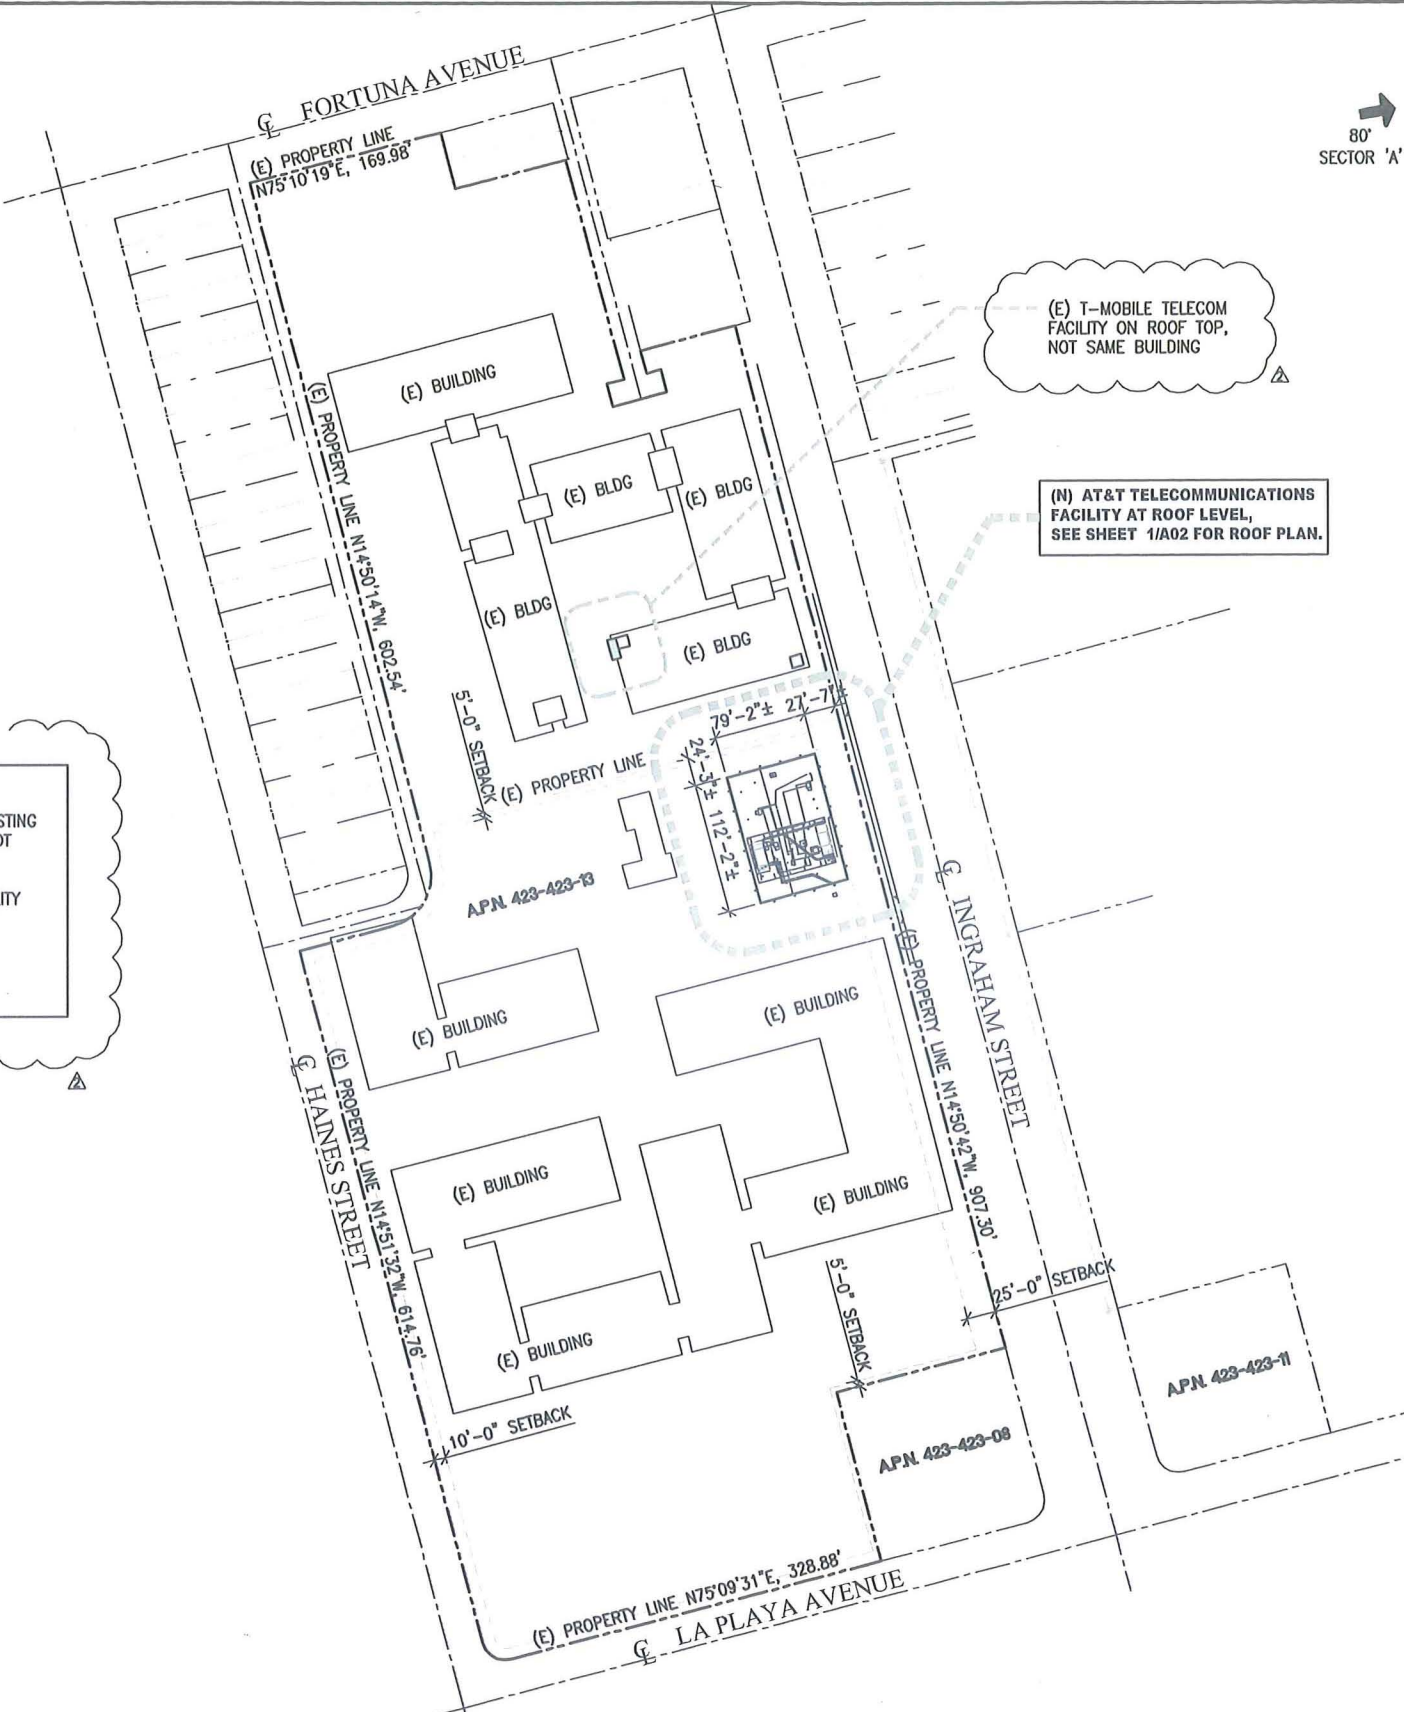 ℄ FORTUNA AVENUE
(E) PROPERTY LINE
N75°10'19"E, 169.98'
80'
SECTOR 'A'
(E) T-MOBILE TELECOM
FACILITY ON ROOF TOP,
NOT SAME BUILDING
2
(E) BUILDING
(E) PROPERTY LINE N14°50'14"W, 602.54'
(E) BLDG
(E) BLDG
(N) AT&T TELECOMMUNICATIONS
FACILITY AT ROOF LEVEL,
SEE SHEET 1/A02 FOR ROOF PLAN.
(E) BLDG
(E) BLDG
5'-0" SETBACK
79'-2"± 27'-7"±
24'-3"± 112'-2"±
(E) PROPERTY LINE
STING
OT
ITY
2
A.P.N. 423-423-13
℄ INGRAHAM STREET
(E) PROPERTY LINE N14°50'42"W, 907.30'
(E) BUILDING
(E) BUILDING
℄ HAINES STREET
(E) PROPERTY LINE N14°51'32"W, 614.76'
(E) BUILDING
(E) BUILDING
5'-0" SETBACK
25'-0" SETBACK
(E) BUILDING
A.P.N. 423-423-11
10'-0" SETBACK
A.P.N. 423-423-08
(E) PROPERTY LINE N75°09'31"E, 328.88'
℄ LA PLAYA AVENUE